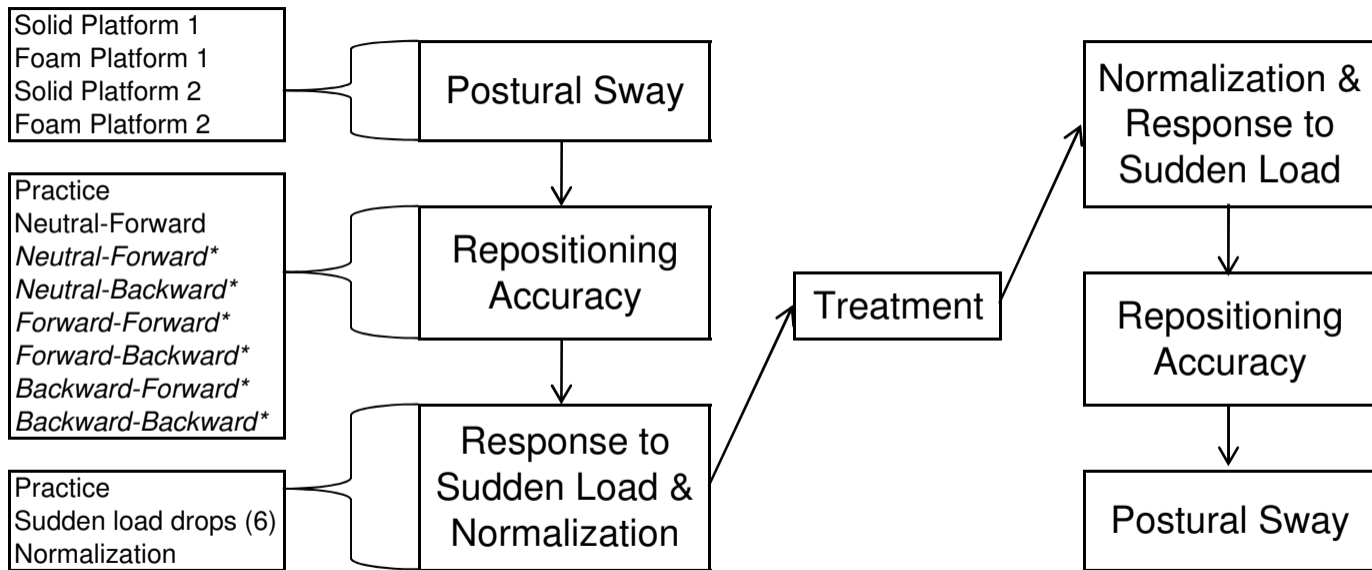 Solid Platform 1
Foam Platform 1
Solid Platform 2
Foam Platform 2
Postural Sway
Practice
Neutral-Forward
Neutral-Forward*
Neutral-Backward*
Forward-Forward*
Forward-Backward*
Backward-Forward*
Backward-Backward*
Repositioning
Accuracy
Practice
Sudden load drops (6)
Normalization
Response to
Sudden Load &
Normalization
Treatment
Normalization &
Response to
Sudden Load
Repositioning
Accuracy
Postural Sway